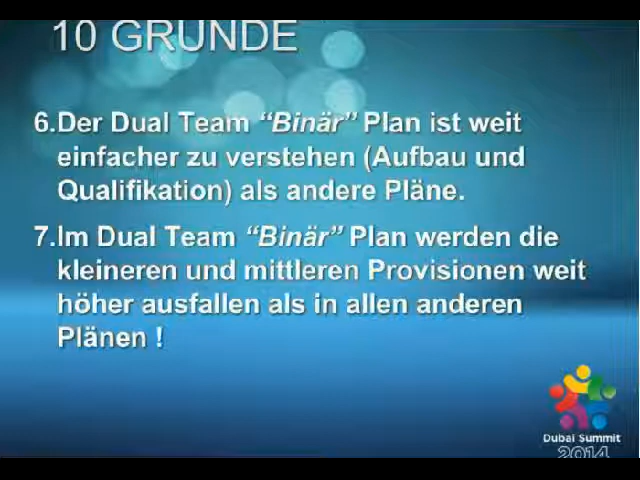 10 GRÜNDE
6.Der Dual Team “Binär” Plan ist weit
einfacher zu verstehen (Aufbau und
Qualifikation) als andere Pläne.
7.Im Dual Team “Binär” Plan werden die
kleineren und mittleren Provisionen weit
höher ausfallen als in allen anderen
Plänen !
Dubai Summit
2014